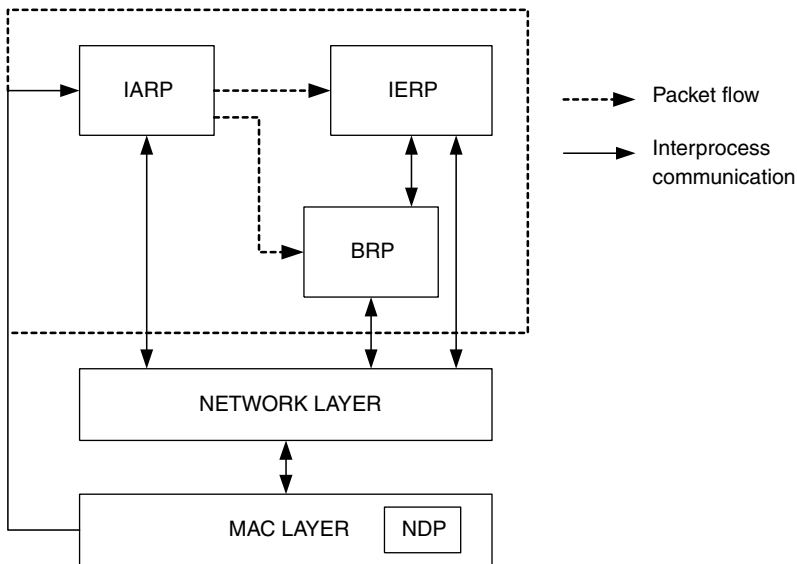 IARP
IERP
Packet flow
Interprocess
communication
BRP
NETWORK LAYER
MAC LAYER
NDP